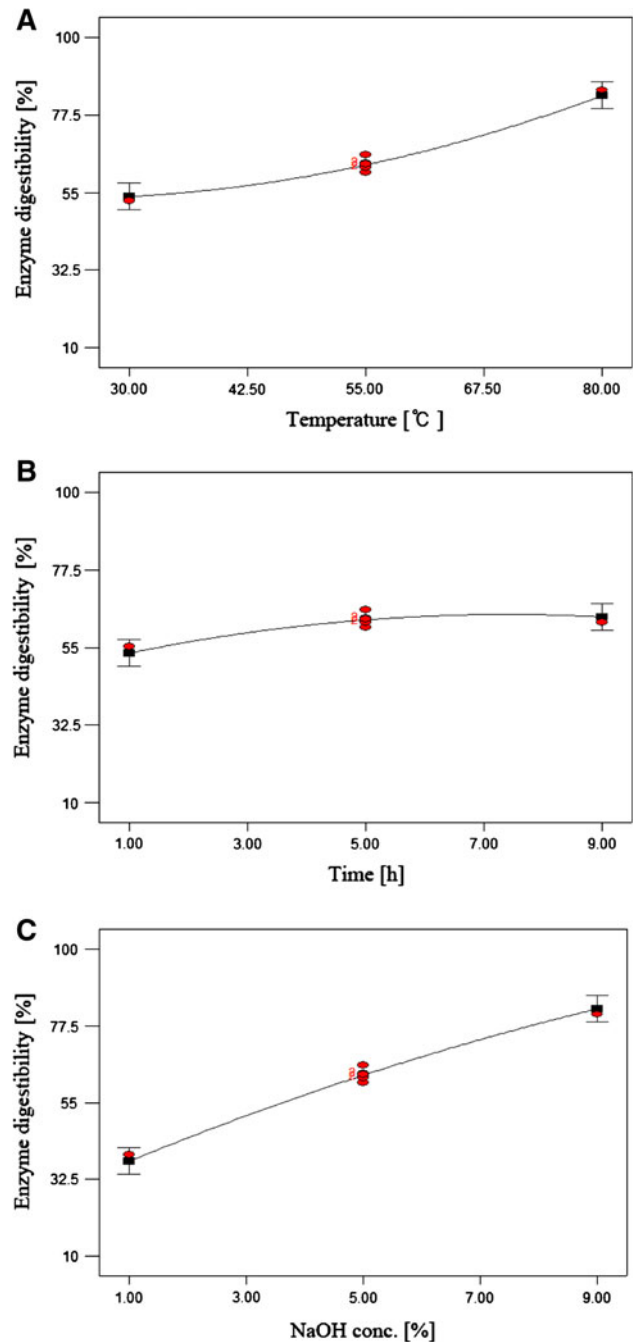 A
Enzyme digestibility [%]
100
77.5
55
32.5
10
30.00 42.50 55.00 67.50 80.00
Temperature [℃]
B
Enzyme digestibility [%]
100
77.5
55
32.5
10
1.00 3.00 5.00 7.00 9.00
Time [h]
C
Enzyme digestibility [%]
100
77.5
55
32.5
10
1.00 3.00 5.00 7.00 9.00
NaOH conc. [%]